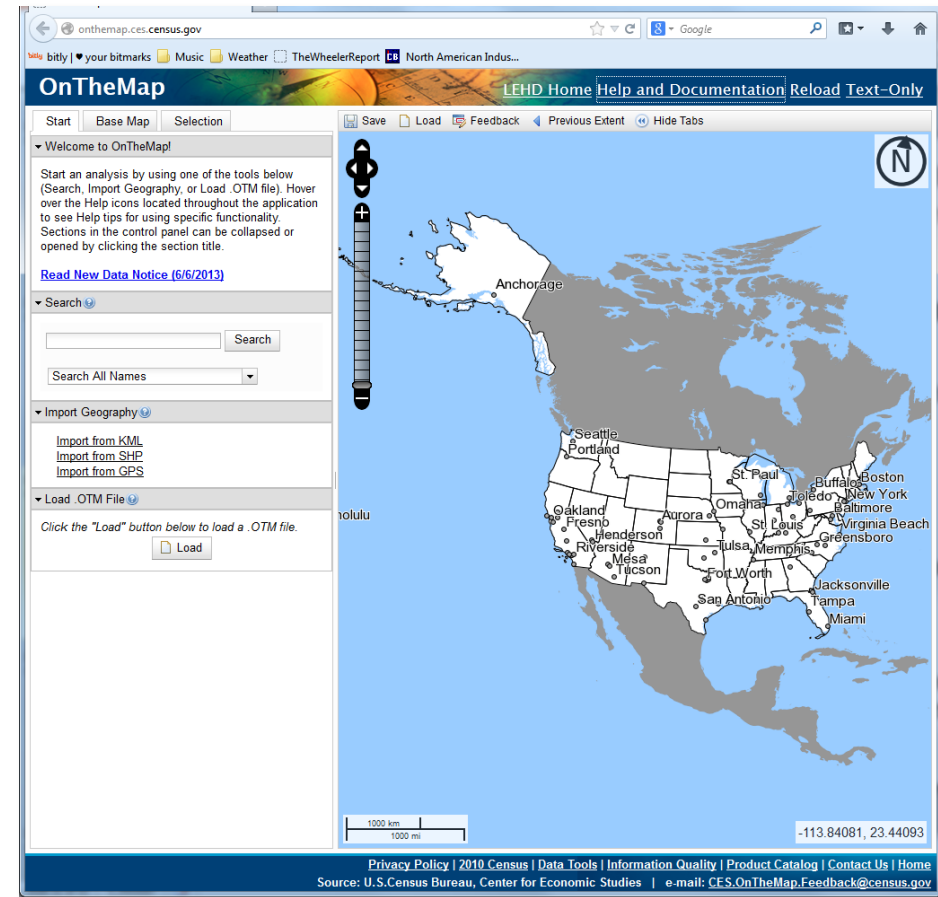 onthemap.ces.census.gov
Google
bitly | ♥ your bitmarks Music Weather TheWheelerReport CB North American Indus...
OnTheMap
LEHD Home Help and Documentation Reload Text-Only
Start Base Map Selection
Save Load Feedback Previous Extent Hide Tabs
Welcome to OnTheMap!
Start an analysis by using one of the tools below
(Search, Import Geography, or Load .OTM file). Hover
over the Help icons located throughout the application
to see Help tips for using specific functionality.
Sections in the control panel can be collapsed or
opened by clicking the section title.
Read New Data Notice (6/6/2013)
Search
Search
Search All Names
Import Geography
Import from KML
Import from SHP
Import from GPS
Load .OTM File
Click the "Load" button below to load a .OTM file.
Load
N
Anchorage
Seattle
Portland
St. Paul
Buffalo
Boston
Toledo
New York
Omaha
Baltimore
Oakland
Aurora
Fresno
St. Louis
Virginia Beach
Henderson
Greensboro
Riverside
Tulsa
Memphis
Mesa
Tucson
Fort Worth
Jacksonville
San Antonio
Tampa
Miami
nolulu
1000 km
1000 mi
-113.84081, 23.44093
Privacy Policy | 2010 Census | Data Tools | Information Quality | Product Catalog | Contact Us | Home
Source: U.S.Census Bureau, Center for Economic Studies | e-mail: CES.OnTheMap.Feedback@census.gov